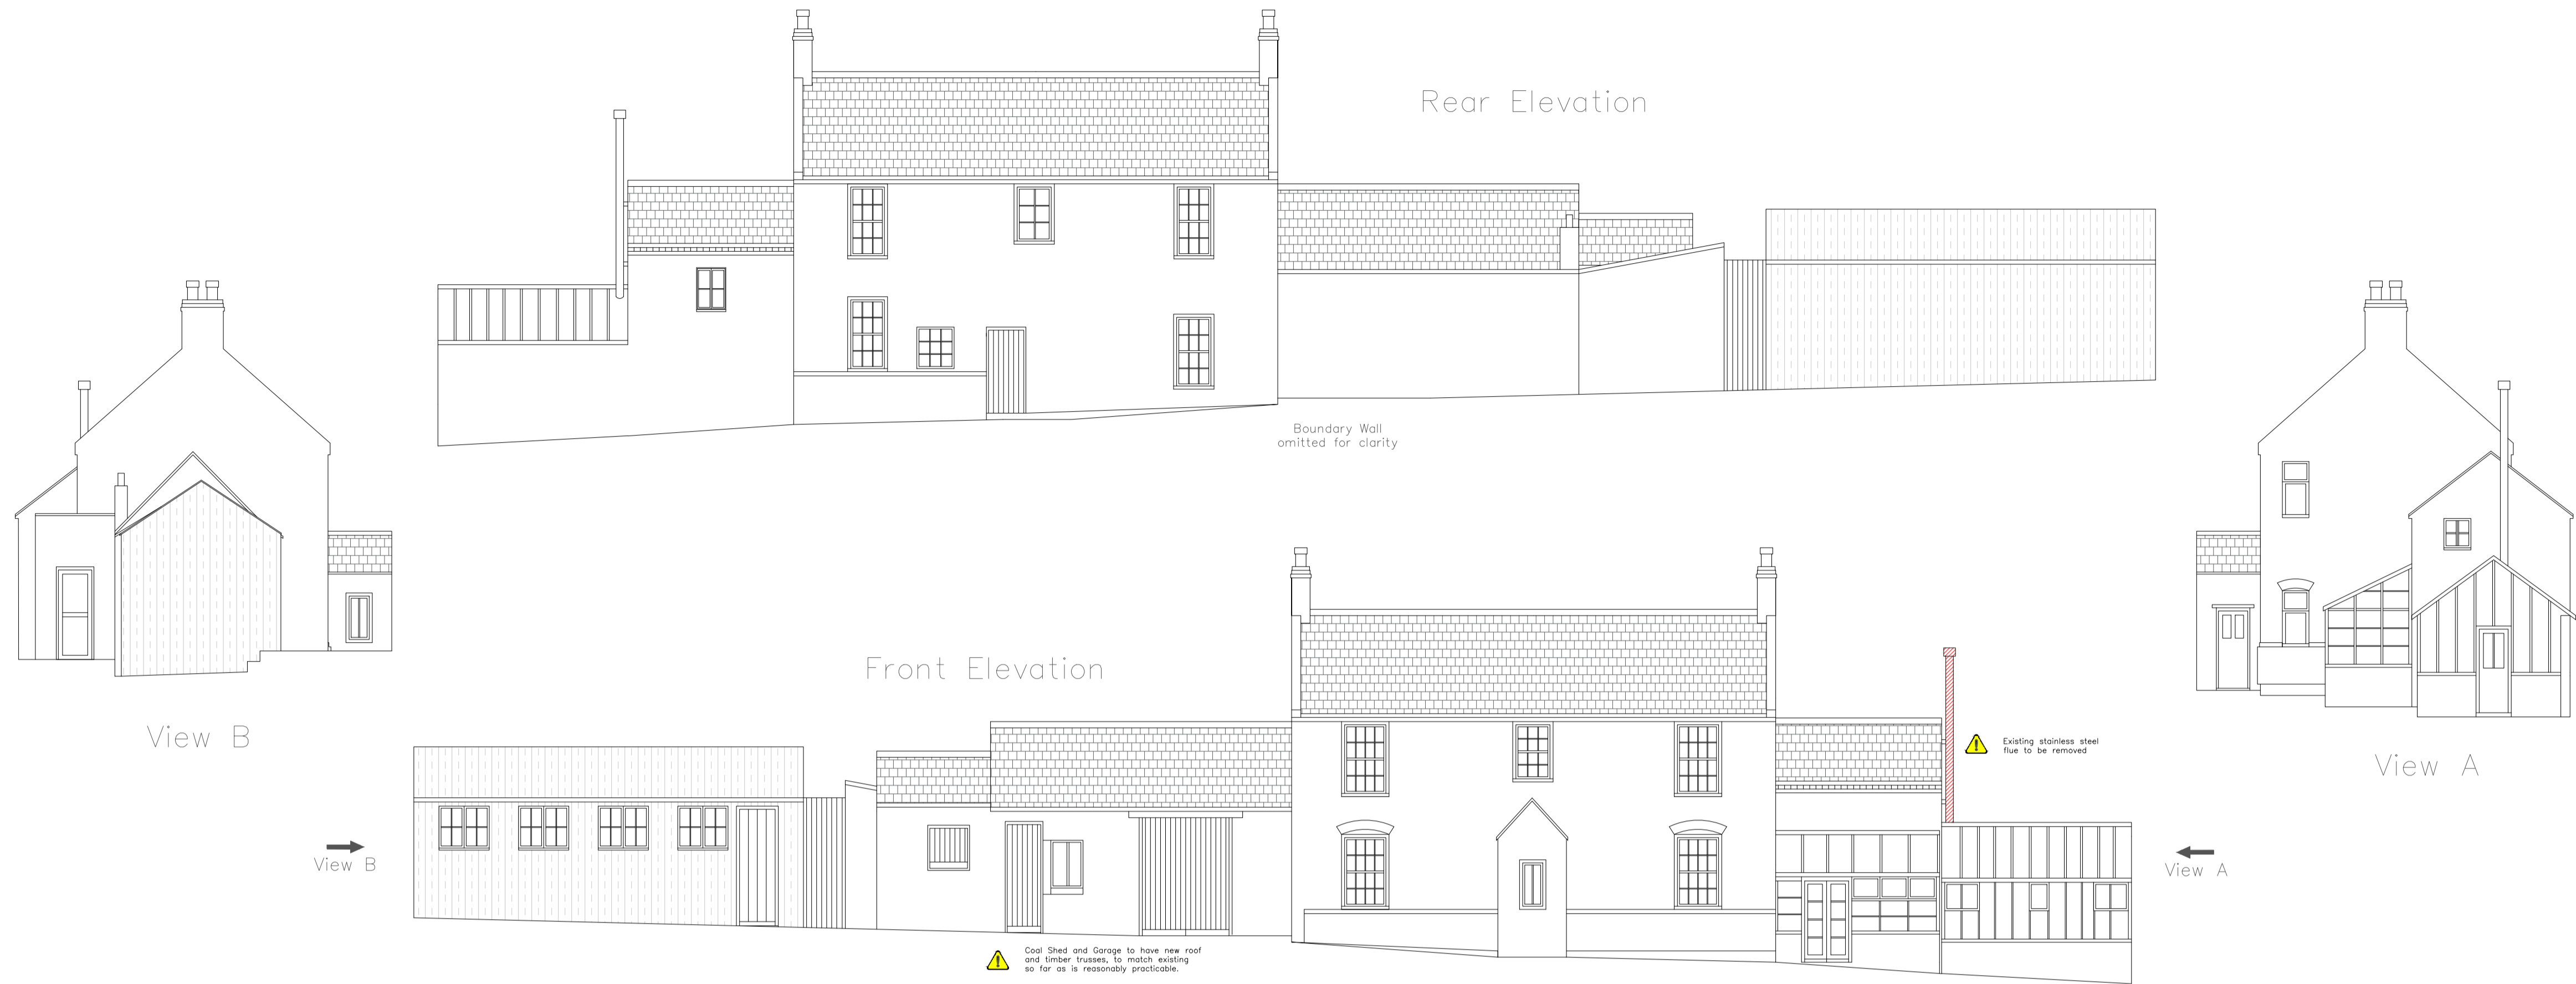 Rear Elevation
Boundary Wall
omitted for clarity
Front Elevation
View B
Existing stainless steel
flue to be removed
View A
View B
View A
Coal Shed and Garage to have new roof
and timber trusses, to match existing
so far as is reasonably practicable.